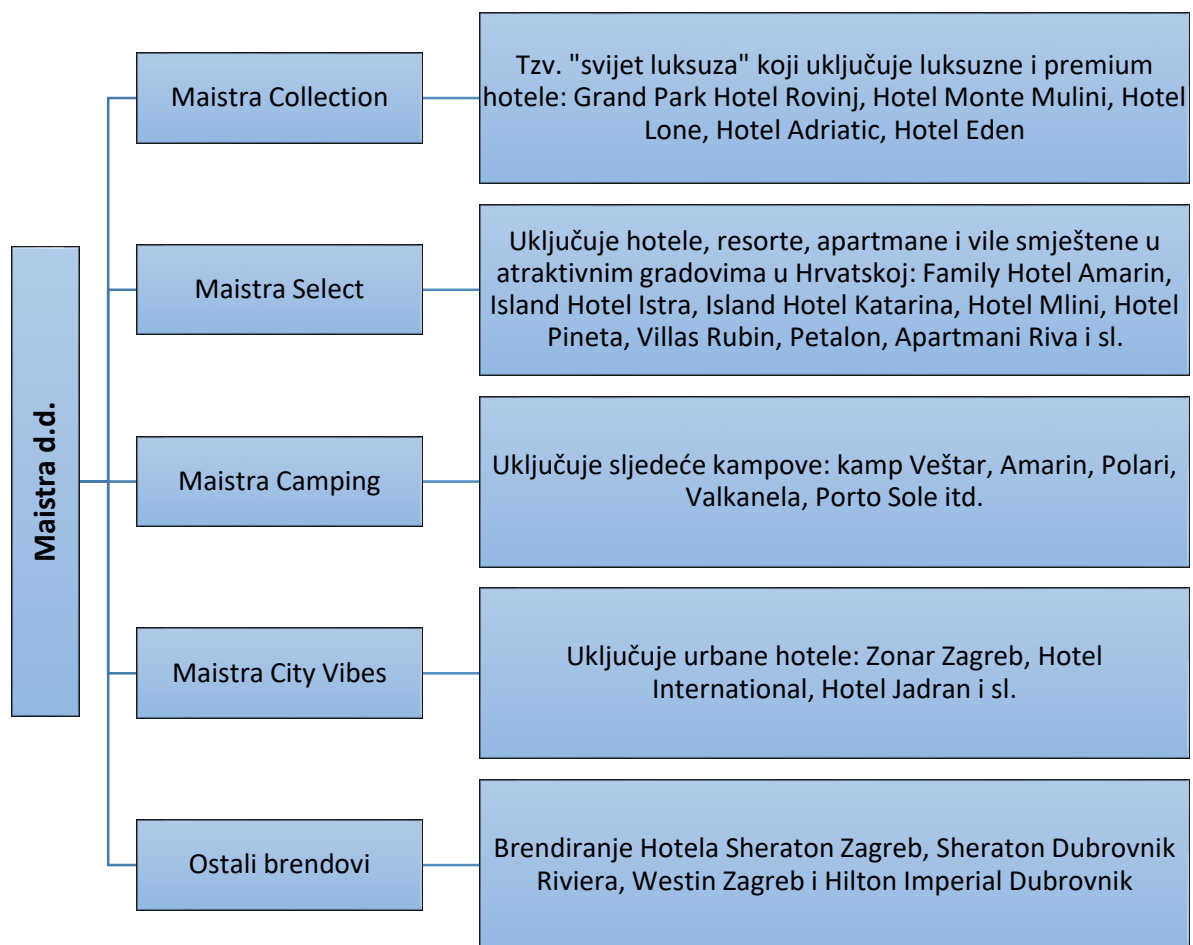 Maistra d.d.
Maistra Collection
Tzv. "svijet luksuza" koji uključuje luksuzne i premium
hotele: Grand Park Hotel Rovinj, Hotel Monte Mulini, Hotel
Lone, Hotel Adriatic, Hotel Eden
Maistra Select
Uključuje hotele, resorte, apartmane i vile smještene u
atraktivnim gradovima u Hrvatskoj: Family Hotel Amarin,
Island Hotel Istra, Island Hotel Katarina, Hotel Mlini, Hotel
Pineta, Villas Rubin, Petalon, Apartmani Riva i sl.
Maistra Camping
Uključuje sljedeće kampove: kamp Veštar, Amarin, Polari,
Valkanela, Porto Sole itd.
Maistra City Vibes
Uključuje urbane hotele: Zonar Zagreb, Hotel
International, Hotel Jadran i sl.
Ostali brendovi
Brendiranje Hotela Sheraton Zagreb, Sheraton Dubrovnik
Riviera, Westin Zagreb i Hilton Imperial Dubrovnik